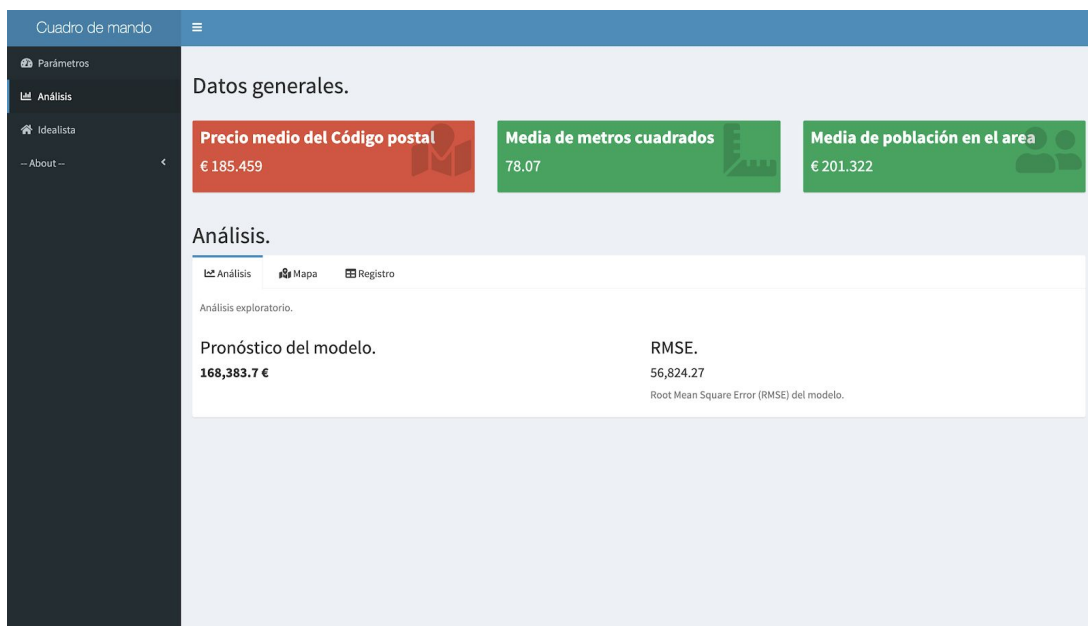 Cuadro de mando
Parámetros
Análisis
Idealista
-- About --
Datos generales.
Precio medio del Código postal
€ 185.459
Media de metros cuadrados
78.07
Media de población en el area
€ 201.322
Análisis.
Análisis Mapa Registro
Análisis exploratorio.
Pronóstico del modelo.
168,383.7 €
RMSE.
56,824.27
Root Mean Square Error (RMSE) del modelo.